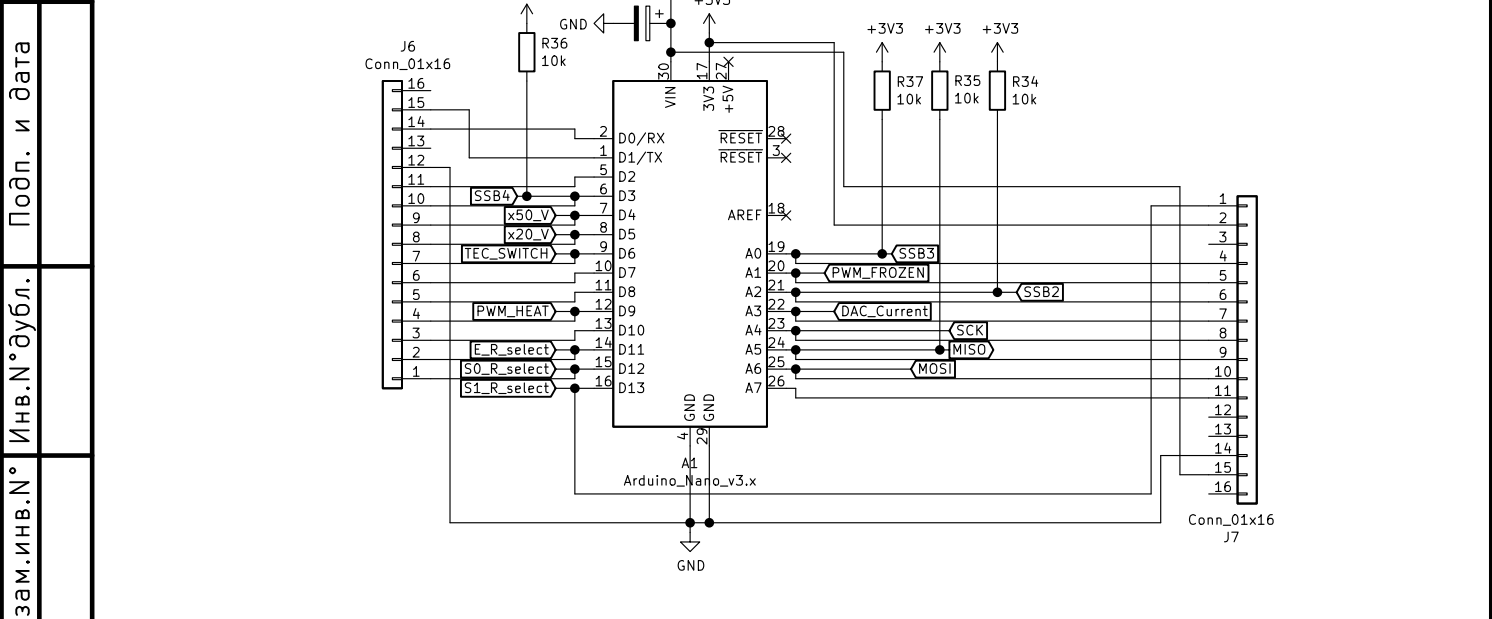 +3V3
GND
+
R36
10k
J6
Conn_01x16
+3V3
+3V3
+3V3
R37
10k
R35
10k
R34
10k
16
15
14
13
12
11
10
9
8
7
6
5
4
3
2
1
30
17
27
VIN
3V3
+5V
2 D0/RX
1 D1/TX
5 D2
SSB4 6 D3
x50_V 7 D4
x20_V 8 D5
TEC_SWITCH 9 D6
10 D7
11 D8
PWM_HEAT 12 D9
13 D10
E_R_select 14 D11
S0_R_select 15 D12
S1_R_select 16 D13
RESET 28
RESET 3
AREF 18
A0 19 SSB3
A1 20 PWM_FROZEN
A2 21 SSB2
A3 22 DAC_Current
A4 23 SCK
A5 24 MISO
A6 25 MOSI
A7 26
GND
GND
4
29
A1
Arduino_Nano_v3.x
GND
1
2
3
4
5
6
7
8
9
10
11
12
13
14
15
16
Conn_01x16
J7
Подп. и дата
Инв.N°дубл.
зам.инв.N°